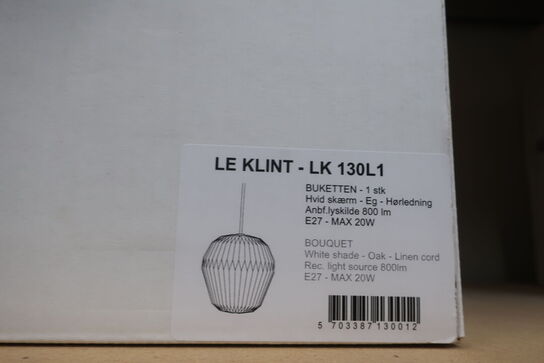 LE KLINT - LK 130L1
BUKETTEN - 1 stk
Hvid skærm - Eg - Hørledning
Anbf.lyskilde 800 lm
E27 - MAX 20W
BOUQUET
White shade - Oak - Linen cord
Rec. light source 800lm
E27 - MAX 20W
5 703387 130012